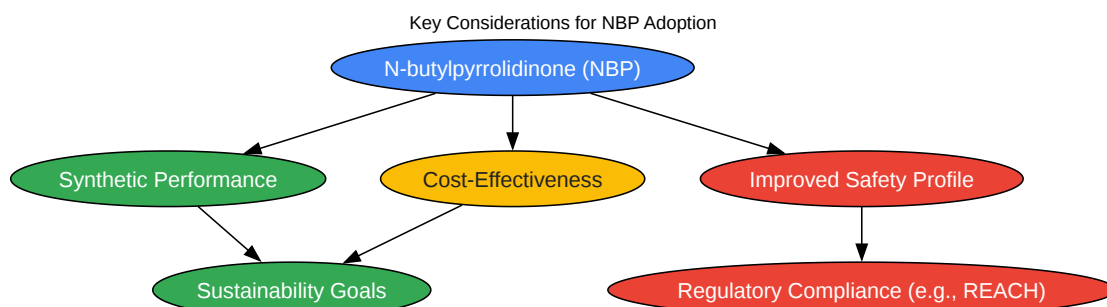 Key Considerations for NBP Adoption
N-butylpyrrolidinone (NBP)
Synthetic Performance
Cost-Effectiveness
Improved Safety Profile
Sustainability Goals
Regulatory Compliance (e.g., REACH)